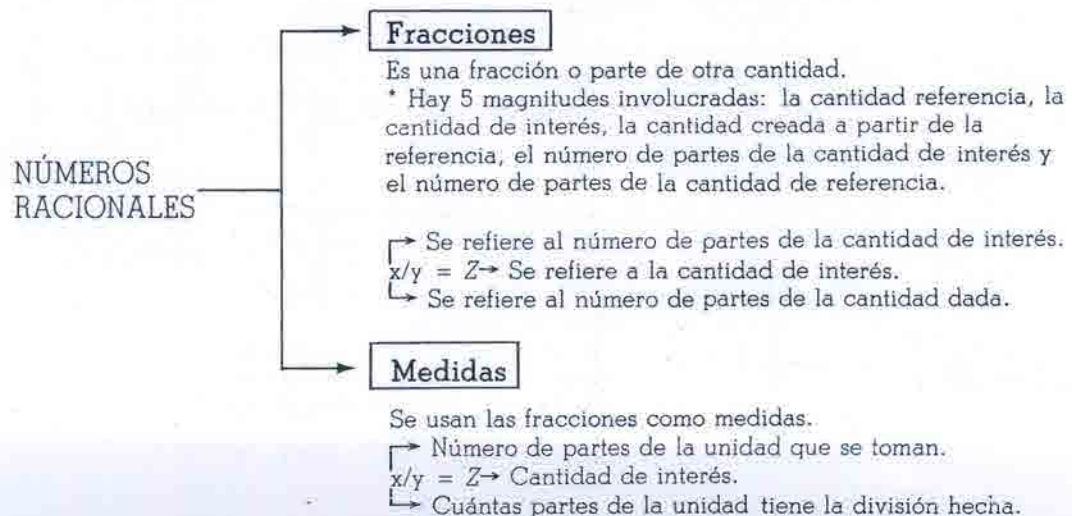 Fracciones
Es una fracción o parte de otra cantidad.
* Hay 5 magnitudes involucradas: la cantidad referencia, la
cantidad de interés, la cantidad creada a partir de la
referencia, el número de partes de la cantidad de interés y
el número de partes de la cantidad de referencia.
NÚMEROS
RACIONALES
Se refiere al número de partes de la cantidad de interés.
x/y = Z→ Se refiere a la cantidad de interés.
Se refiere al número de partes de la cantidad dada.
Medidas
Se usan las fracciones como medidas.
Número de partes de la unidad que se toman.
x/y = Z→ Cantidad de interés.
Cuántas partes de la unidad tiene la división hecha.